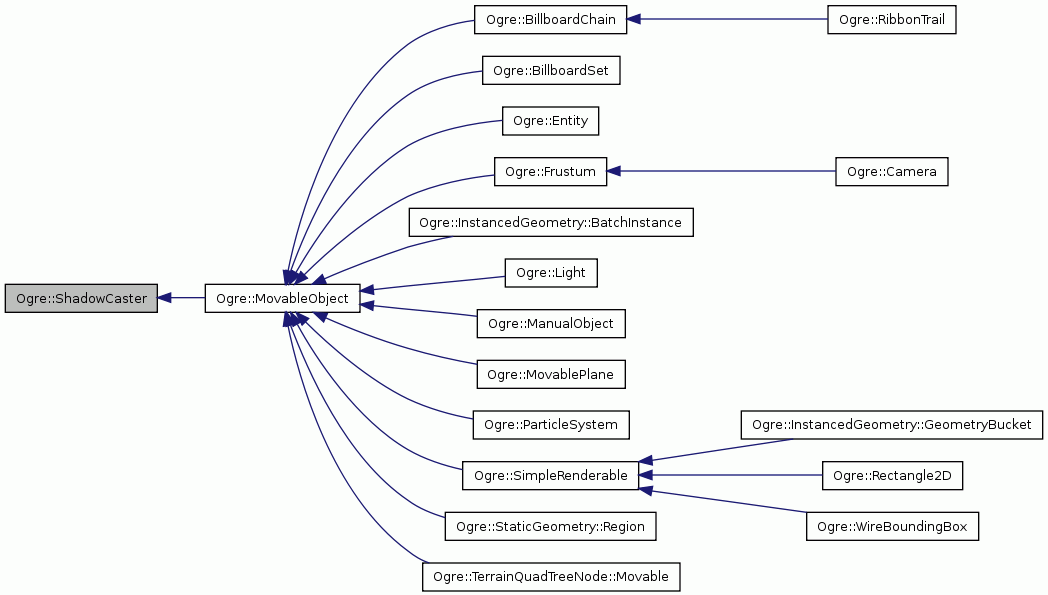 Ogre::BillboardChain
Ogre::RibbonTrail
Ogre::BillboardSet
Ogre::Entity
Ogre::Frustum
Ogre::Camera
Ogre::InstancedGeometry::BatchInstance
Ogre::Light
Ogre::ShadowCaster
Ogre::MovableObject
Ogre::ManualObject
Ogre::MovablePlane
Ogre::ParticleSystem
Ogre::InstancedGeometry::GeometryBucket
Ogre::SimpleRenderable
Ogre::Rectangle2D
Ogre::StaticGeometry::Region
Ogre::WireBoundingBox
Ogre::TerrainQuadTreeNode::Movable